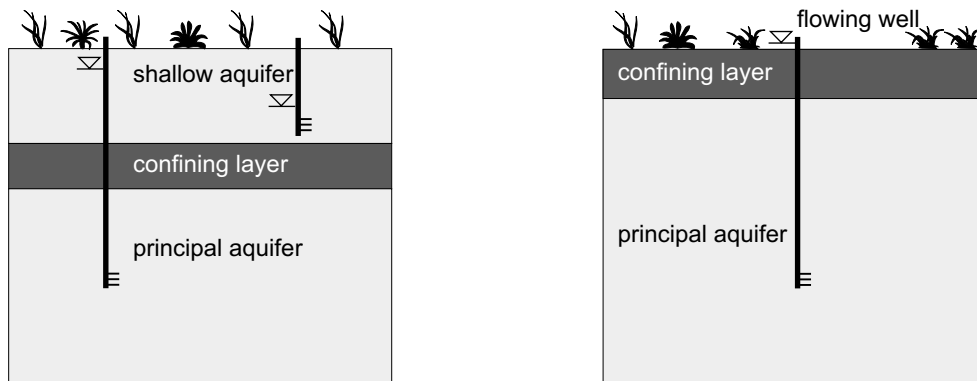 shallow aquifer
confining layer
principal aquifer
flowing well
confining layer
principal aquifer